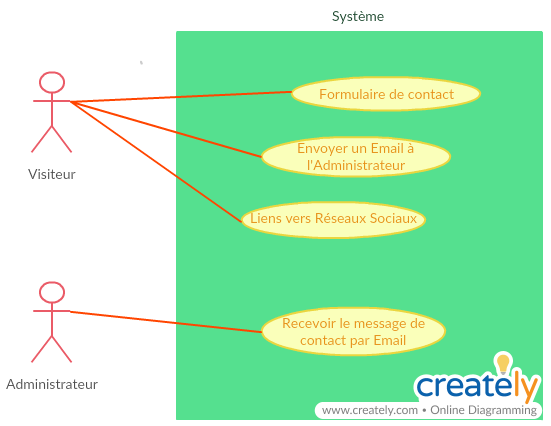 Système
Formulaire de contact
Envoyer un Email à
l'Administrateur
Visiteur
Liens vers Réseaux Sociaux
Recevoir le message de
contact par Email
Administrateur
creately
www.creately.com • Online Diagramming